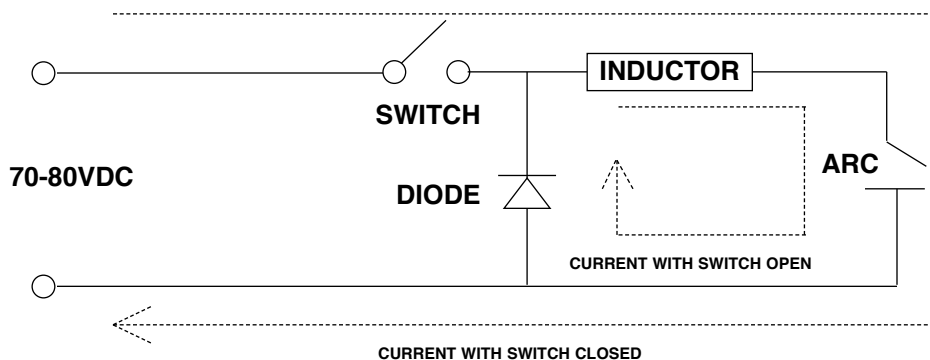 INDUCTOR
SWITCH
70-80VDC
ARC
DIODE
CURRENT WITH SWITCH OPEN
CURRENT WITH SWITCH CLOSED